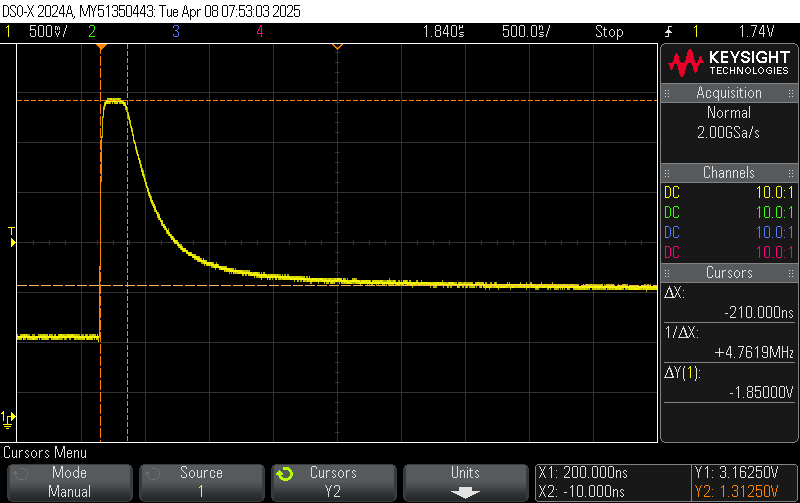 DSO-X 2024A, MY51350443: Tue Apr 08 07:53:03 2025
1 500%/ 2 3 4 1.840s 500.0s/ Stop 1 1.74V
KEYSIGHT
TECHNOLOGIES
Acquisition
Normal
2.00GSa/s
Channels
DC 10.0:1
DC 10.0:1
DC 10.0:1
DC 10.0:1
Cursors
ΔX:
-210.000ns
1/ΔX:
+4.7619MHz
ΔY(1):
-1.85000V
T
1
Cursors Menu
Mode
Manual
Source
1
Cursors
Y2
Units
X1: 200.000ns
X2: -10.000ns
Y1: 3.16250V
Y2: 1.31250V